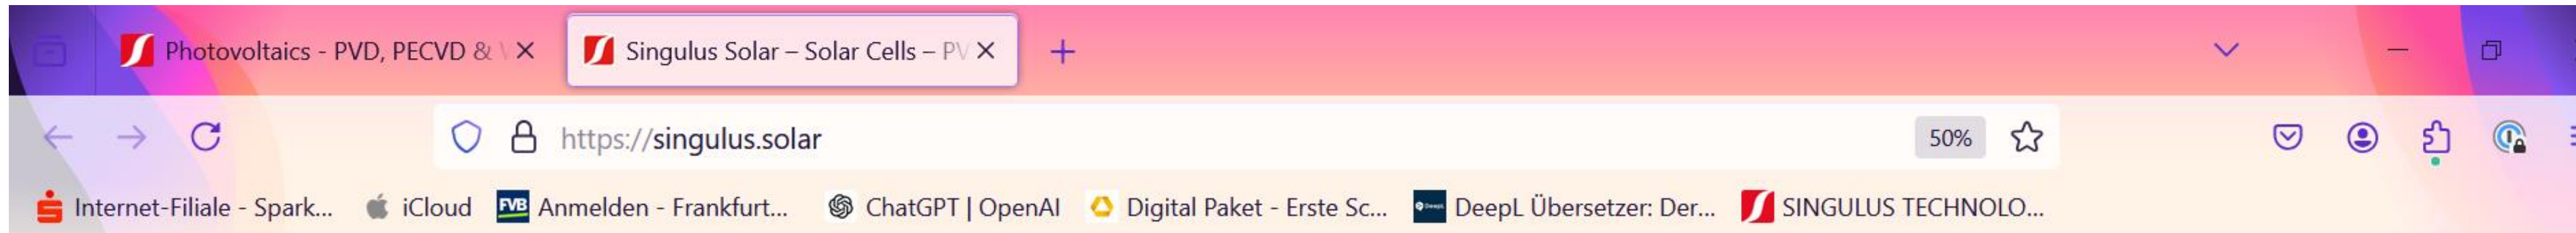 Photovoltaics - PVD, PECVD &
Singulus Solar – Solar Cells – PV
https://singulus.solar
50%
Internet-Filiale - Spark...
iCloud
FVB Anmelden - Frankfurt...
ChatGPT | OpenAI
Digital Paket - Erste Sc...
DeepL Übersetzer: Der...
SINGULUS TECHNOLO...